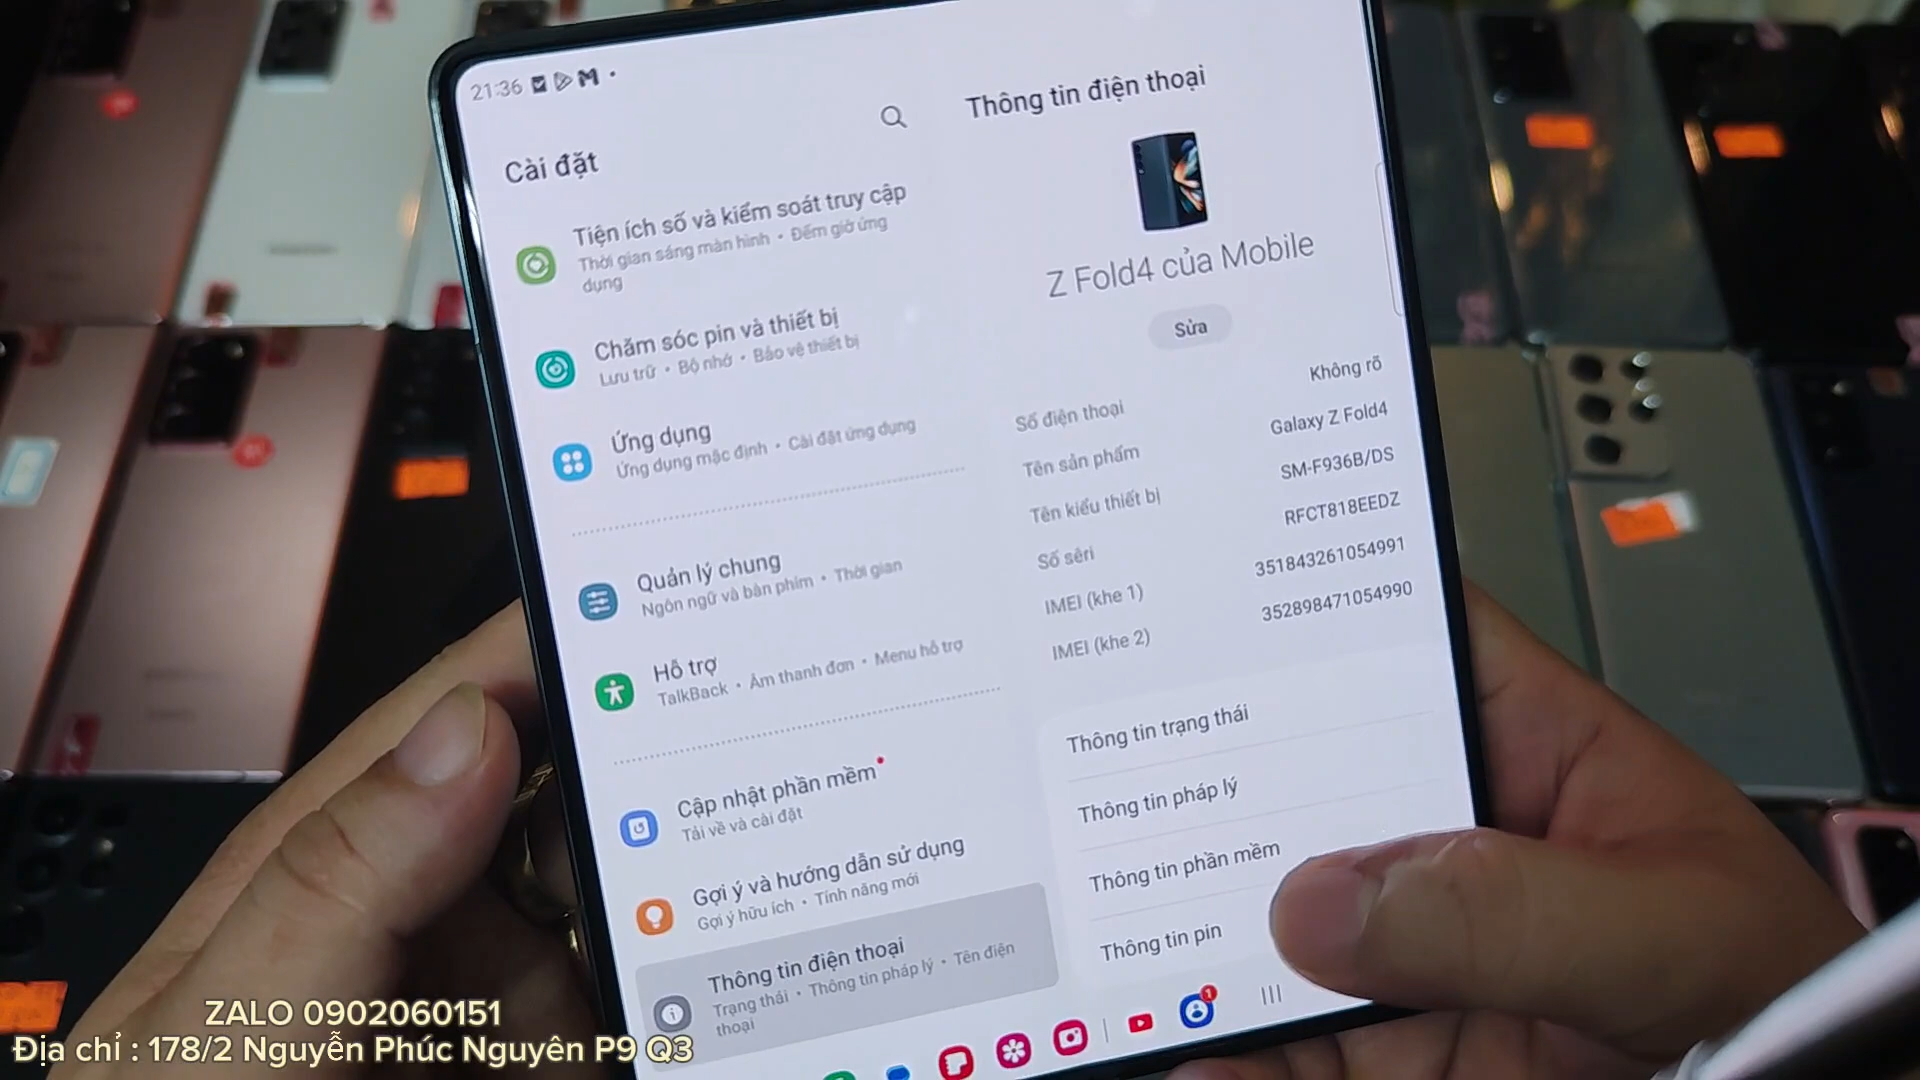 21:36
Cài đặt
Tiện ích số và kiểm soát truy cập
Thời gian sáng màn hình • Đếm giờ ứng
dụng
Chăm sóc pin và thiết bị
Lưu trữ • Bộ nhớ • Bảo vệ thiết bị
Ứng dụng
Ứng dụng mặc định • Cài đặt ứng dụng
Quản lý chung
Ngôn ngữ và bàn phím • Thời gian
Hỗ trợ
TalkBack • Âm thanh đơn • Menu hỗ trợ
Cập nhật phần mềm
Tải về và cài đặt
Gợi ý và hướng dẫn sử dụng
Gợi ý hữu ích • Tính năng mới
Thông tin điện thoại
Trạng thái • Thông tin pháp lý • Tên điện
thoại
Thông tin điện thoại
Z Fold4 của Mobile
Sửa
Số điện thoại Không rõ
Tên sản phẩm Galaxy Z Fold4
Tên kiểu thiết bị SM-F936B/DS
Số sêri RFCT818EEDZ
IMEI (khe 1) 351843261054991
IMEI (khe 2) 352898471054990
Thông tin trạng thái
Thông tin pháp lý
Thông tin phần mềm
Thông tin pin
1
ZALO 0902060151
Địa chỉ : 178/2 Nguyễn Phúc Nguyên P9 Q3